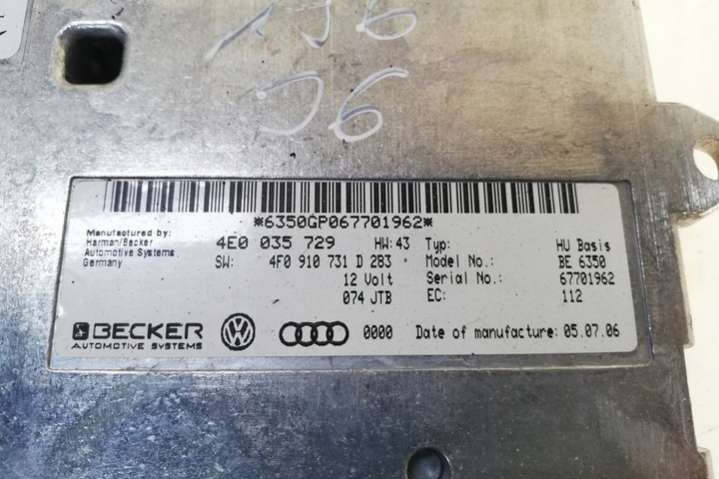 96
J6
*6350GP067701962*
Manufactured by:
Harman/Becker
Automotive Systems
Germany
4E0 035 729 HW: 43
SW: 4F0 910 731 D 283
12 Volt
074 JTB
Typ: HU Basis
Model No.: BE 6350
Serial No.: 67701962
EC: 112
BECKER
AUTOMOTIVE SYSTEMS
0000 Date of manufacture: 05.07.06